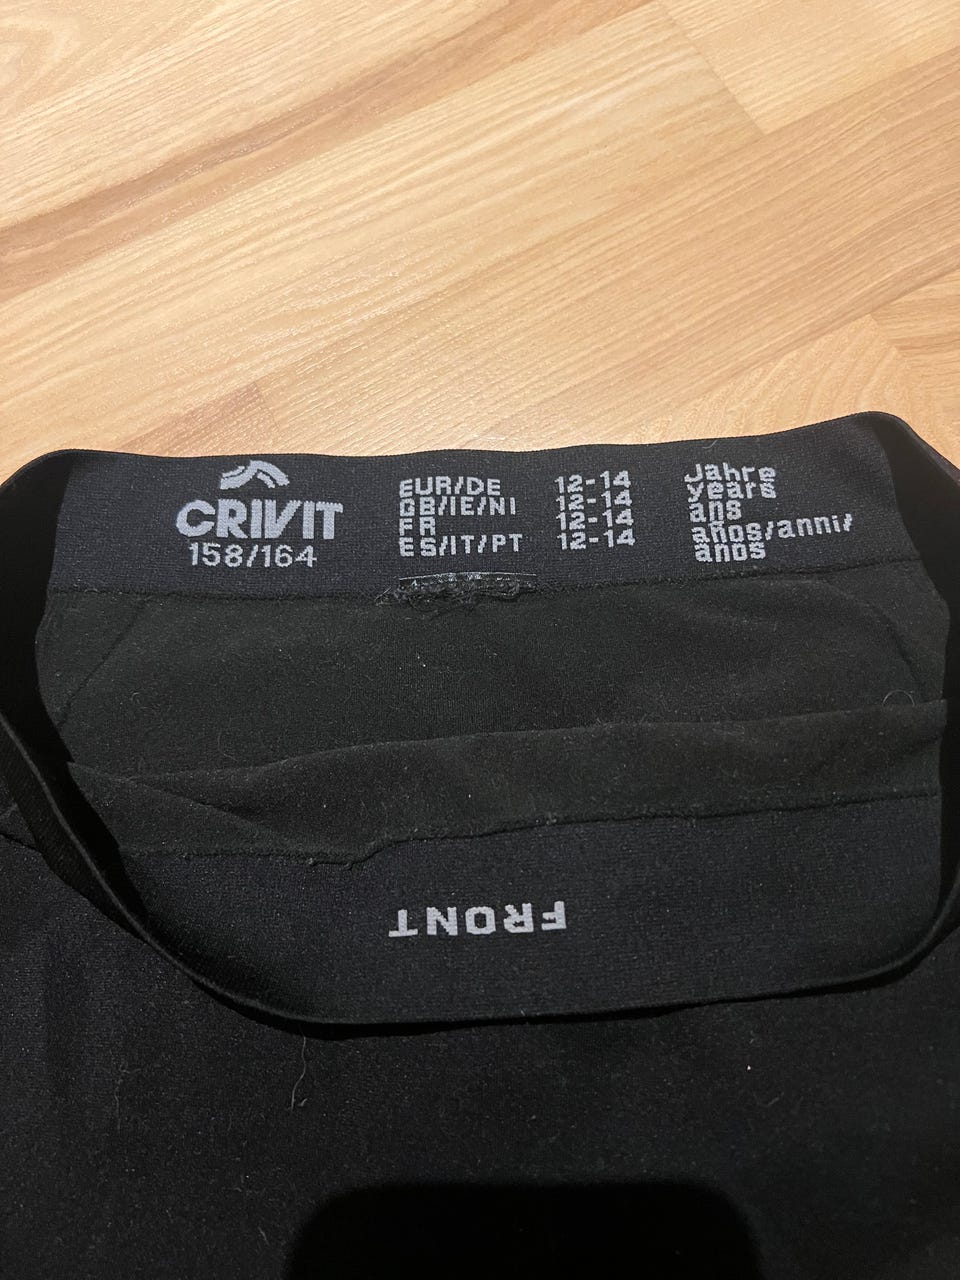 CRIVIT
158/164
EUR/DE 12-14 Jahre
GB/IE/NI 12-14 years
FR 12-14 ans
ES/IT/PT 12-14 años/anni/
anos
FRONT